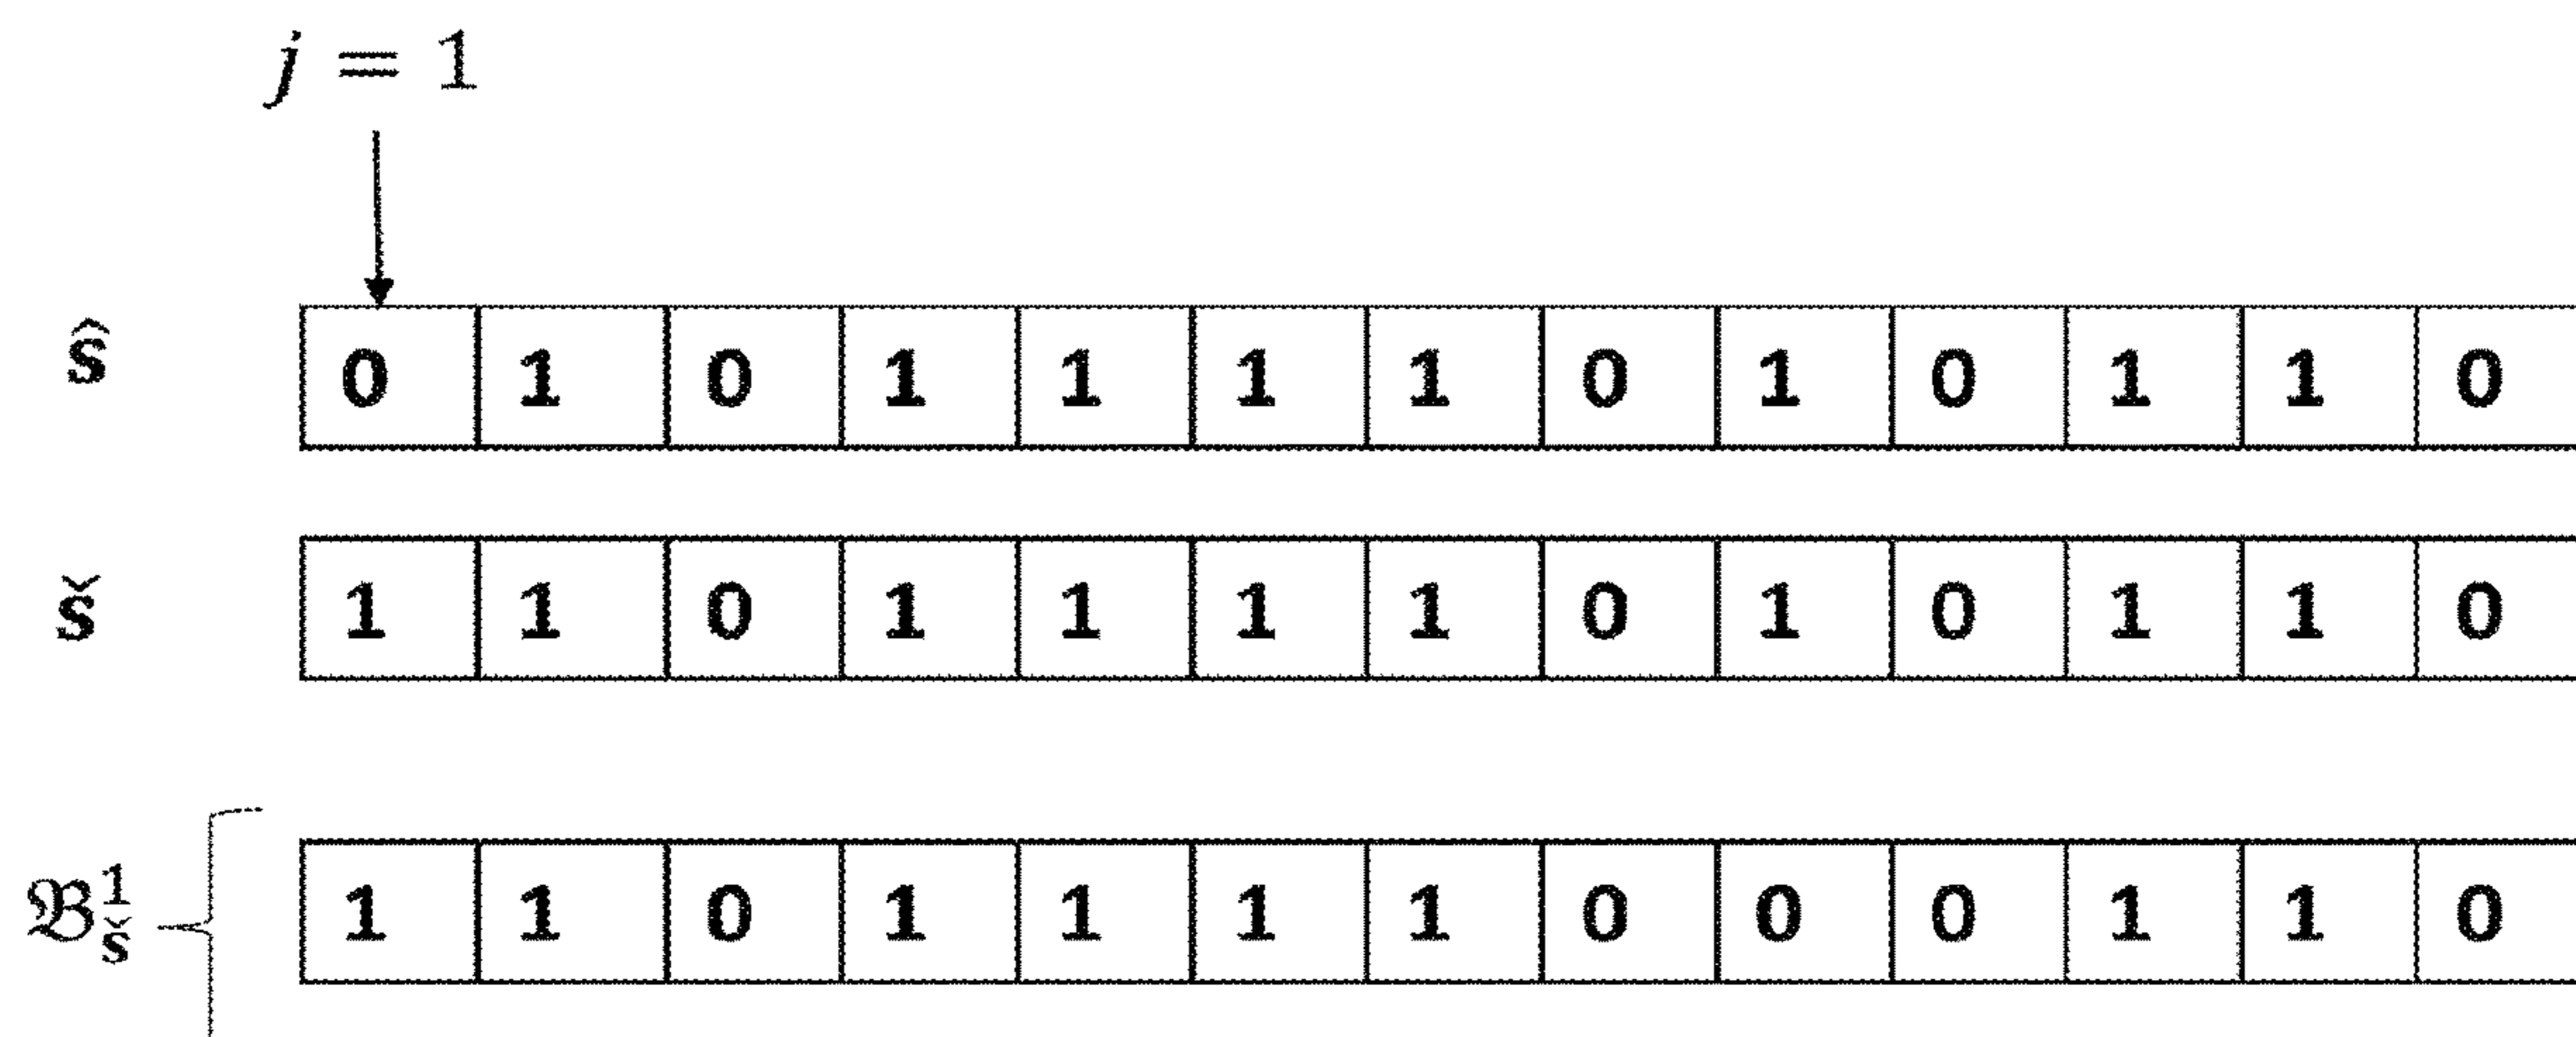 j = 1
ŝ 0 1 0 1 1 1 1 0 1 0 1 1 0
š 1 1 0 1 1 1 1 0 1 0 1 1 0
𝔅¹š 1 1 0 1 1 1 1 0 0 0 1 1 0